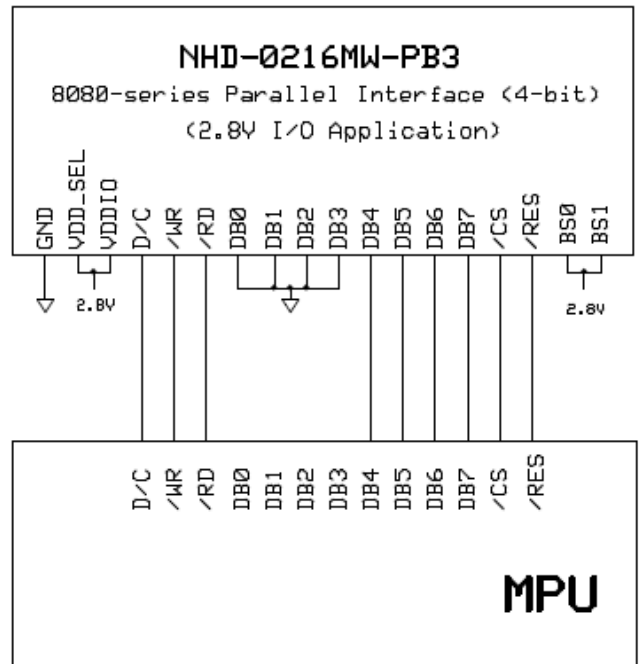 NHD-0216MW-PB3
8080-series Parallel Interface (4-bit)
(2.8V I/O Application)
GND
VDD_SEL
VDDIO
D/C
/WR
/RD
DB0
DB1
DB2
DB3
DB4
DB5
DB6
DB7
/CS
/RES
BS0
BS1
2.8V
2.8V
D/C
/WR
/RD
DB0
DB1
DB2
DB3
DB4
DB5
DB6
DB7
/CS
/RES
MPU